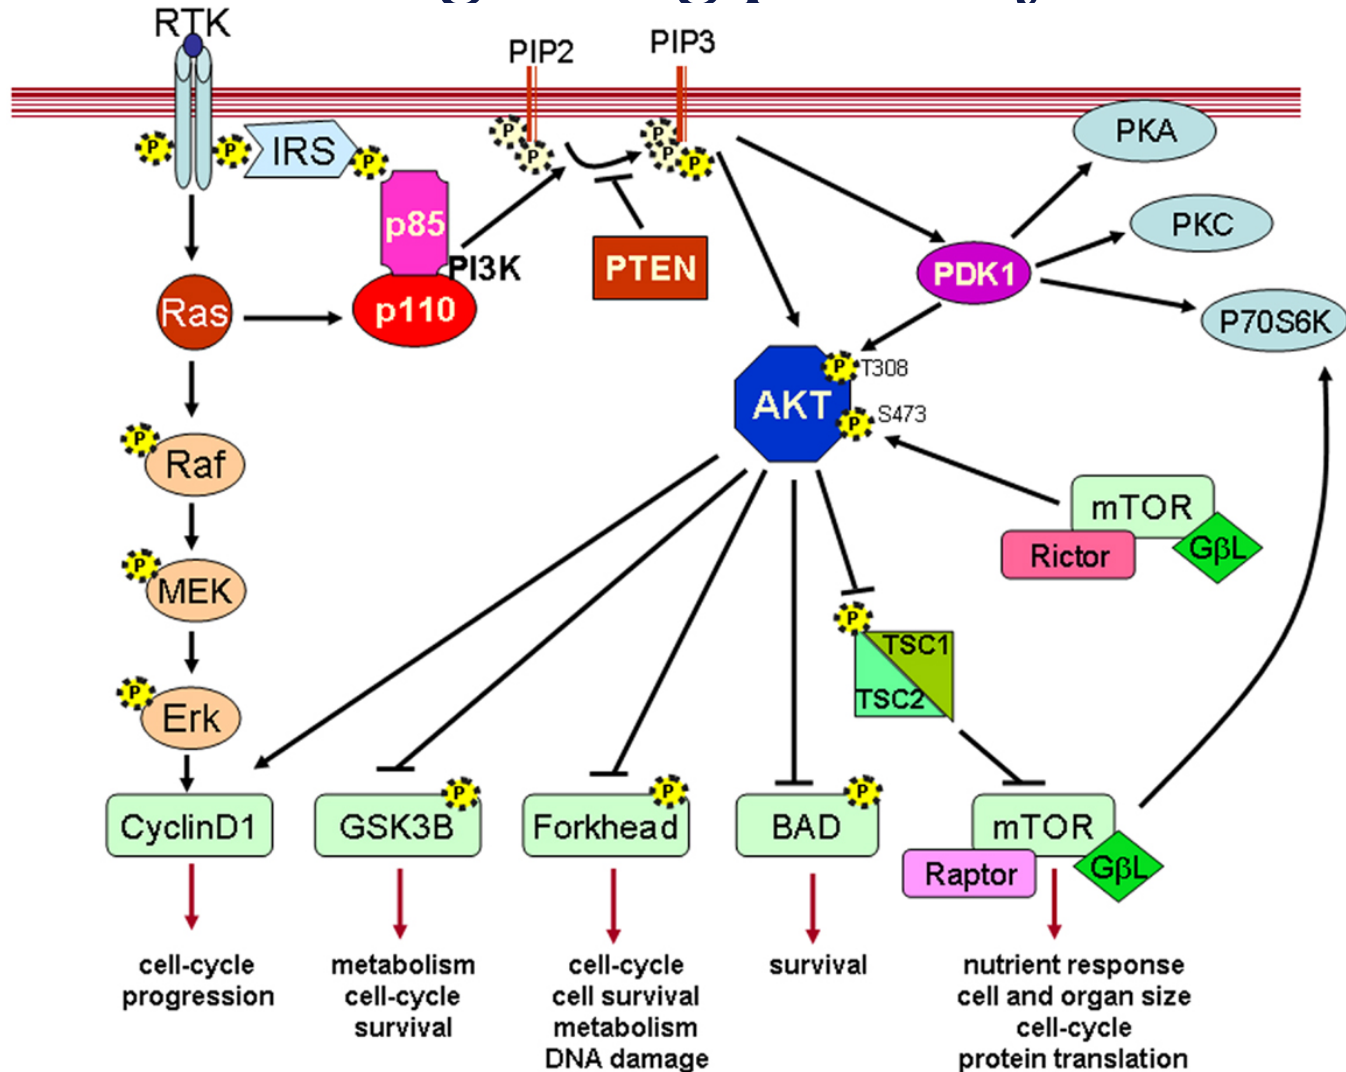 RTK
PIP2
PIP3
P
P
IRS
P
P
P
P
P
P
PKA
p85
PI3K
p110
PTEN
PDK1
PKC
P70S6K
Ras
AKT
P
T308
P
S473
P
Raf
mTOR
Rictor
GβL
P
MEK
P
TSC1
TSC2
P
Erk
CyclinD1
GSK3B
P
Forkhead
P
BAD
P
mTOR
Raptor
GβL
cell-cycle
progression
metabolism
cell-cycle
survival
cell-cycle
cell survival
metabolism
DNA damage
survival
nutrient response
cell and organ size
cell-cycle
protein translation